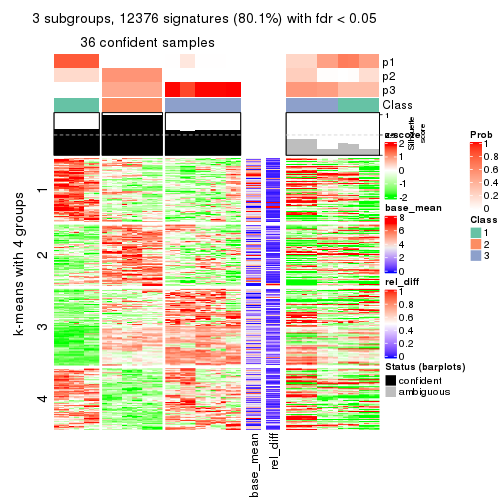 3 subgroups, 12376 signatures (80.1%) with fdr < 0.05
36 confident samples
p1
p2
p3
Class
1
Silhouette
score
z-score
2
1
0
-1
-2
Prob
1
0.8
0.6
0.4
0.2
0
base_mean
8
6
4
2
0
Class
1
2
3
rel_diff
1
0.8
0.6
0.4
0.2
0
Status (barplots)
confident
ambiguous
k-means with 4 groups
1
2
3
4
base_mean
rel_diff